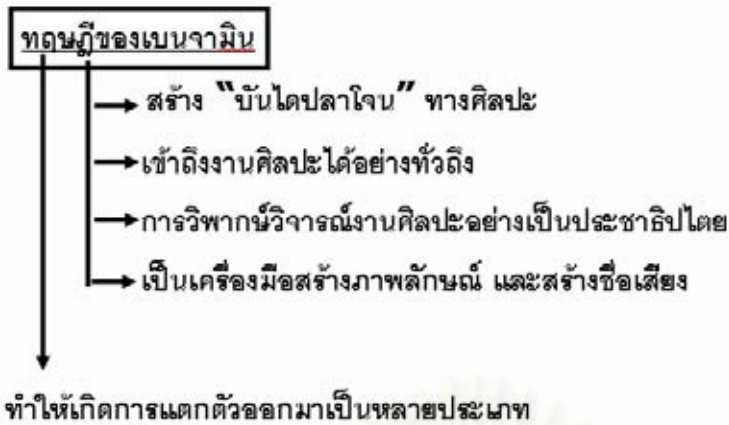 ทฤษฎีของเบนจามิน
สร้าง "บันไดปลาโจน" ทางศิลปะ
เข้าถึงงานศิลปะได้อย่างทั่วถึง
การวิพากษ์วิจารณ์งานศิลปะอย่างเป็นประชาธิปไตย
เป็นเครื่องมือสร้างภาพลักษณ์ และสร้างชื่อเสียง
ทำให้เกิดการแตกตัวออกมาเป็นหลายประเภท